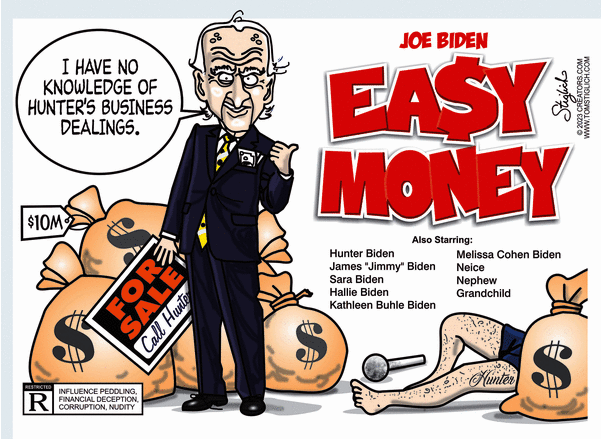 I HAVE NO
KNOWLEDGE OF
HUNTER'S BUSINESS
DEALINGS.
JOE BIDEN
EA$Y
MONEY
Stiglich
© 2023 CREATORS.COM
WWW.TOMSTIGLICH.COM
$10M
FOR
SALE
Call Hunter
$
$
$
$
Also Starring:
Hunter Biden
James "Jimmy" Biden
Sara Biden
Hallie Biden
Kathleen Buhle Biden
Melissa Cohen Biden
Neice
Nephew
Grandchild
Hunter
RESTRICTED
R
INFLUENCE PEDDLING,
FINANCIAL DECEPTION,
CORRUPTION, NUDITY